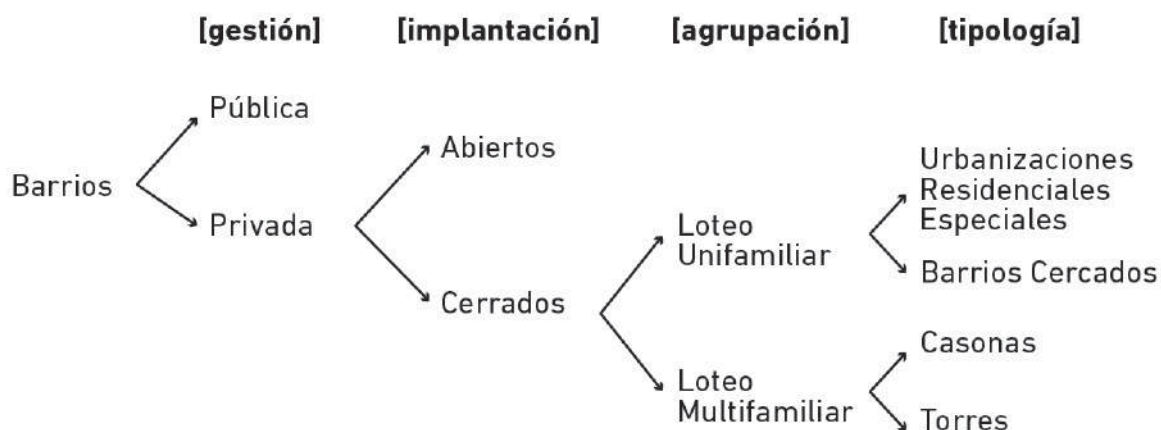 [gestión] [implantación] [agrupación] [tipología]
Pública
Barrios
Privada
Abiertos
Cerrados
Loteo
Unifamiliar
Loteo
Multifamiliar
Urbanizaciones
Residenciales
Especiales
Barrios Cercados
Casonas
Torres